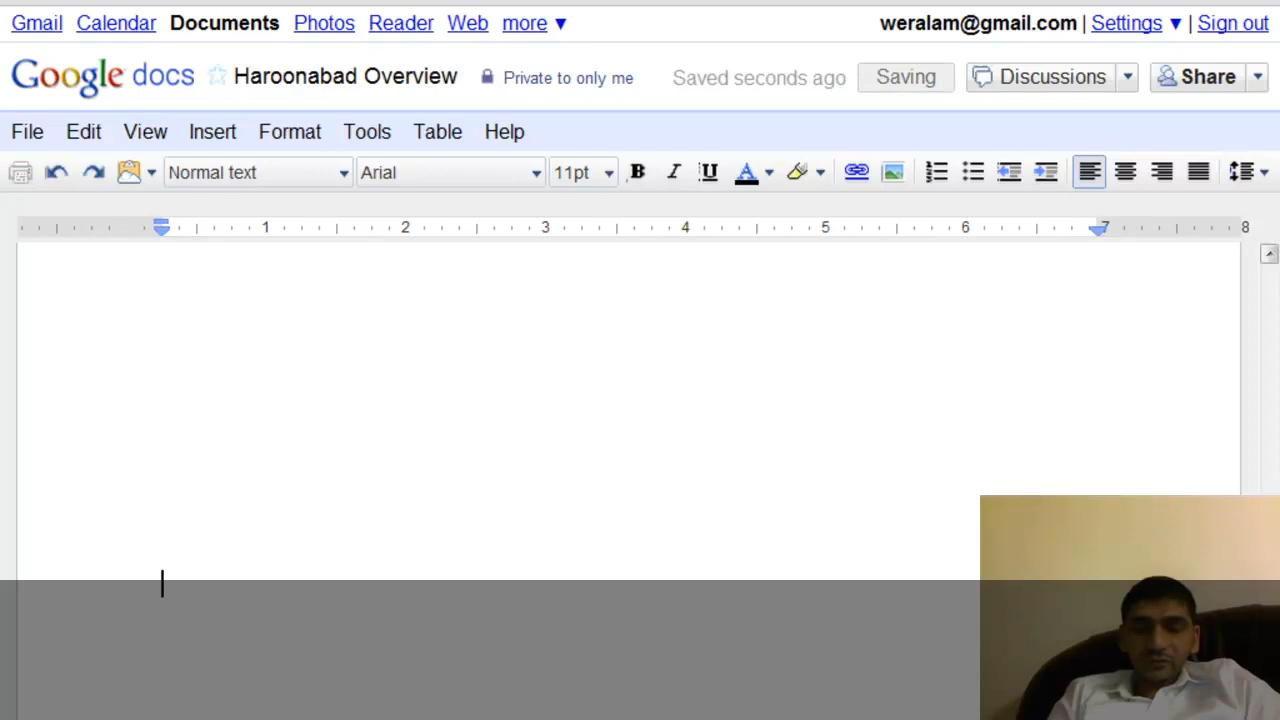 Gmail Calendar Documents Photos Reader Web more ▼ weralam@gmail.com | Settings ▼ | Sign out
Google docs Haroonabad Overview Private to only me Saved seconds ago Saving Discussions Share
File Edit View Insert Format Tools Table Help
Normal text Arial 11pt B I U A
1 2 3 4 5 6 7 8